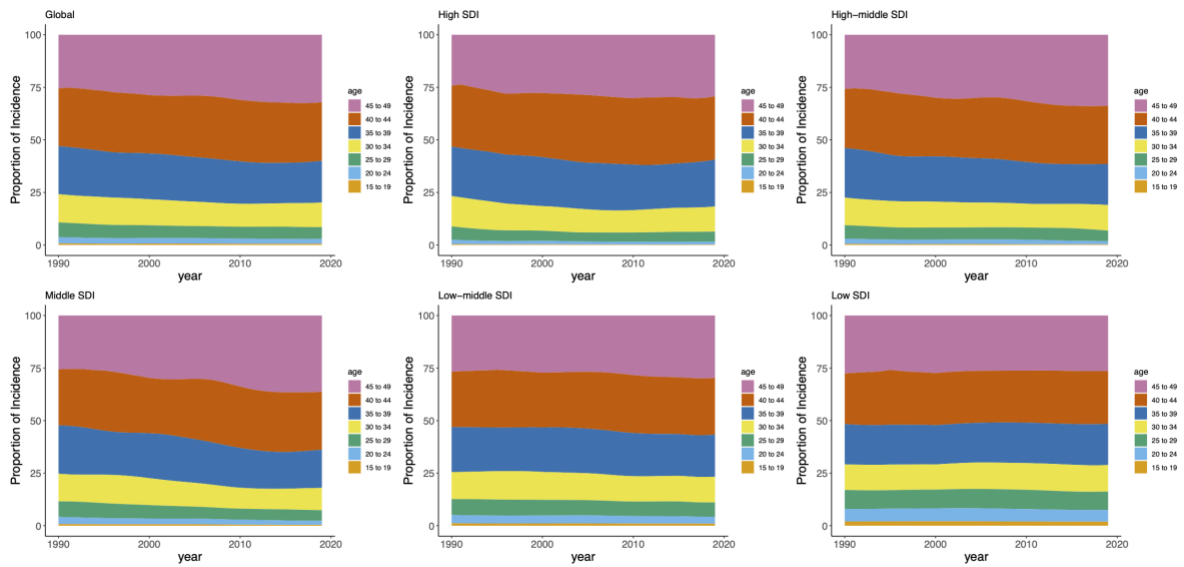 Global
Proportion of Incidence
100
75
50
25
0
1990
2000
2010
2020
year
age
45 to 49
40 to 44
35 to 39
30 to 34
25 to 29
20 to 24
15 to 19
High SDI
Proportion of Incidence
100
75
50
25
0
1990
2000
2010
2020
year
age
45 to 49
40 to 44
35 to 39
30 to 34
25 to 29
20 to 24
15 to 19
High−middle SDI
Proportion of Incidence
100
75
50
25
0
1990
2000
2010
2020
year
age
45 to 49
40 to 44
35 to 39
30 to 34
25 to 29
20 to 24
15 to 19
Middle SDI
Proportion of Incidence
100
75
50
25
0
1990
2000
2010
2020
year
age
45 to 49
40 to 44
35 to 39
30 to 34
25 to 29
20 to 24
15 to 19
Low−middle SDI
Proportion of Incidence
100
75
50
25
0
1990
2000
2010
2020
year
age
45 to 49
40 to 44
35 to 39
30 to 34
25 to 29
20 to 24
15 to 19
Low SDI
Proportion of Incidence
100
75
50
25
0
1990
2000
2010
2020
year
age
45 to 49
40 to 44
35 to 39
30 to 34
25 to 29
20 to 24
15 to 19